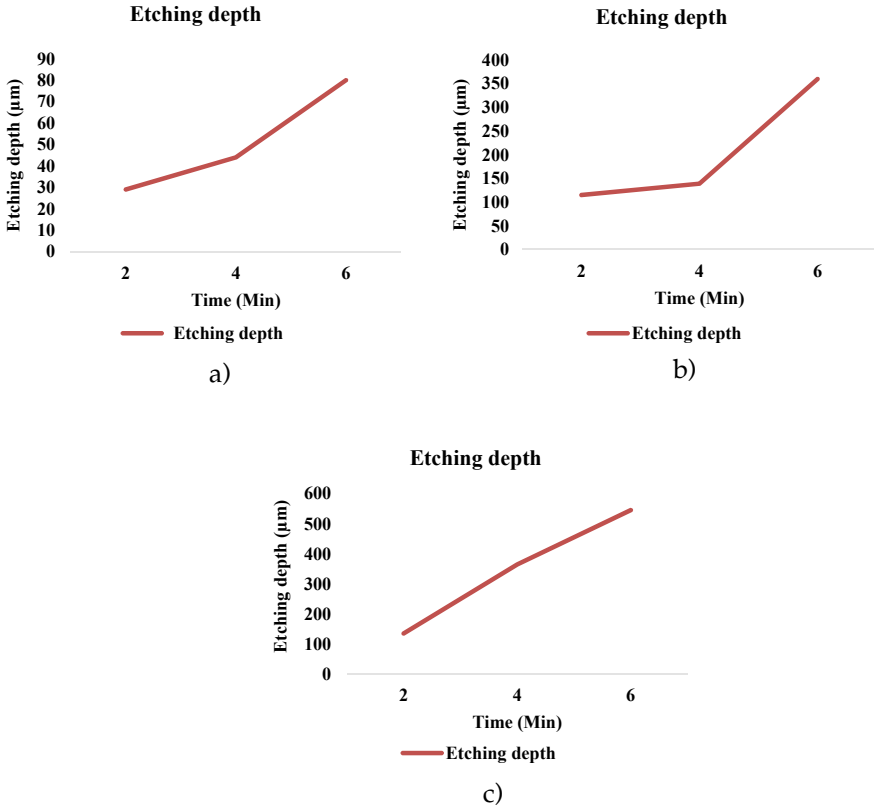 Etching depth
90
80
70
60
50
40
30
20
10
0
Etching depth (µm)
2 4 6
Time (Min)
Etching depth
a)
Etching depth
400
350
300
250
200
150
100
50
0
Etching depth (µm)
2 4 6
Time (Min)
Etching depth
b)
Etching depth
600
500
400
300
200
100
0
Etching depth (µm)
2 4 6
Time (Min)
Etching depth
c)